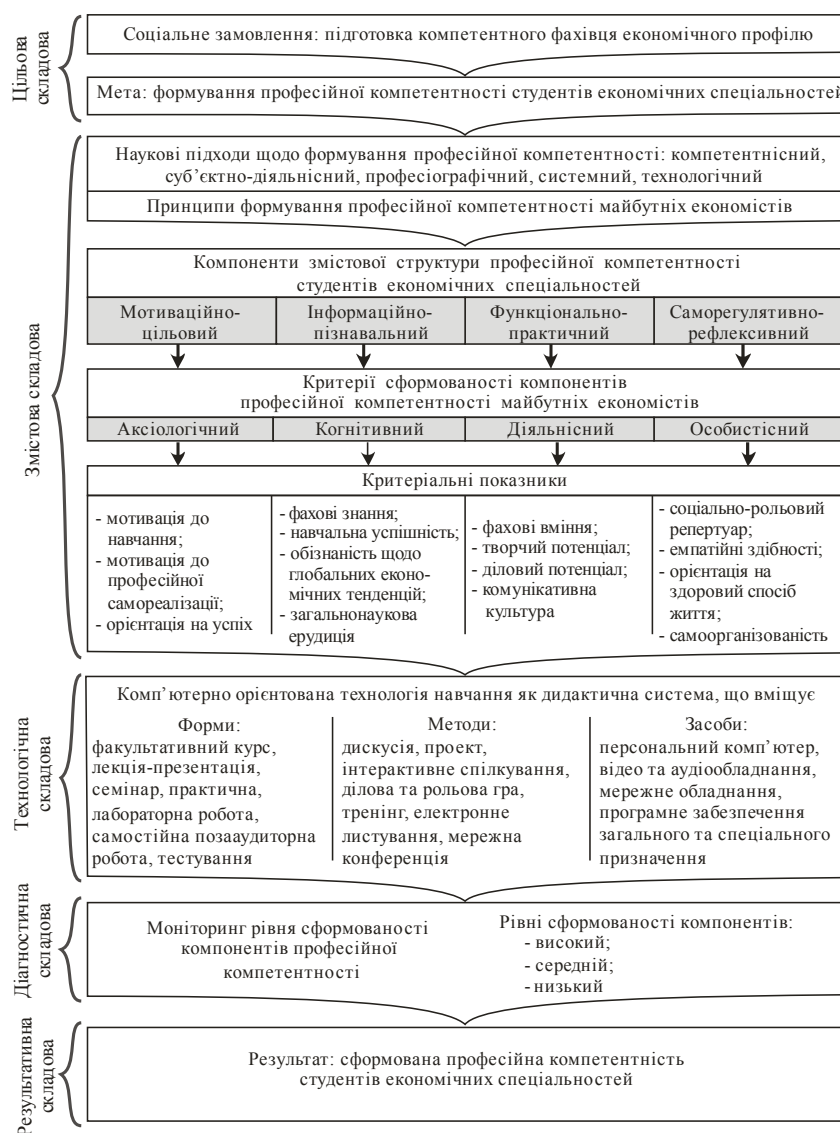 Цільова
складова
Соціальне замовлення: підготовка компетентного фахівця економічного профілю
Мета: формування професійної компетентності студентів економічних спеціальностей
Змістова складова
Наукові підходи щодо формування професійної компетентності: компетентнісний,
суб’єктно-діяльнісний, професіографічний, системний, технологічний
Принципи формування професійної компетентності майбутніх економістів
Компоненти змістової структури професійної компетентності
студентів економічних спеціальностей
Мотиваційно-
цільовий
Інформаційно-
пізнавальний
Функціонально-
практичний
Саморегулятивно-
рефлексивний
Критерії сформованості компонентів
професійної компетентності майбутніх економістів
Аксіологічний
Когнітивний
Діяльнісний
Особистісний
Критеріальні показники
- мотивація до
навчання;
- мотивація до
професійної
самореалізації;
- орієнтація на успіх
- фахові знання;
- навчальна успішність;
- обізнаність щодо
глобальних еконо-
мічних тенденцій;
- загальнонаукова
ерудиція
- фахові вміння;
- творчий потенціал;
- діловий потенціал;
- комунікативна
культура
- соціально-рольовий
репертуар;
- емпатійні здібності;
- орієнтація на
здоровий спосіб
життя;
- самоорганізованість
Технологічна
складова
Комп’ютерно орієнтована технологія навчання як дидактична система, що вміщує
Форми:
факультативний курс,
лекція-презентація,
семінар, практична,
лабораторна робота,
самостійна позааудиторна
робота, тестування
Методи:
дискусія, проект,
інтерактивне спілкування,
ділова та рольова гра,
тренінг, електронне
листування, мережна
конференція
Засоби:
персональний комп’ютер,
відео та аудіообладнання,
мережне обладнання,
програмне забезпечення
загального та спеціального
призначення
Діагностична
складова
Моніторинг рівня сформованості
компонентів професійної
компетентності
Рівні сформованості компонентів:
- високий;
- середній;
- низький
Результативна
складова
Результат: сформована професійна компетентність
студентів економічних спеціальностей